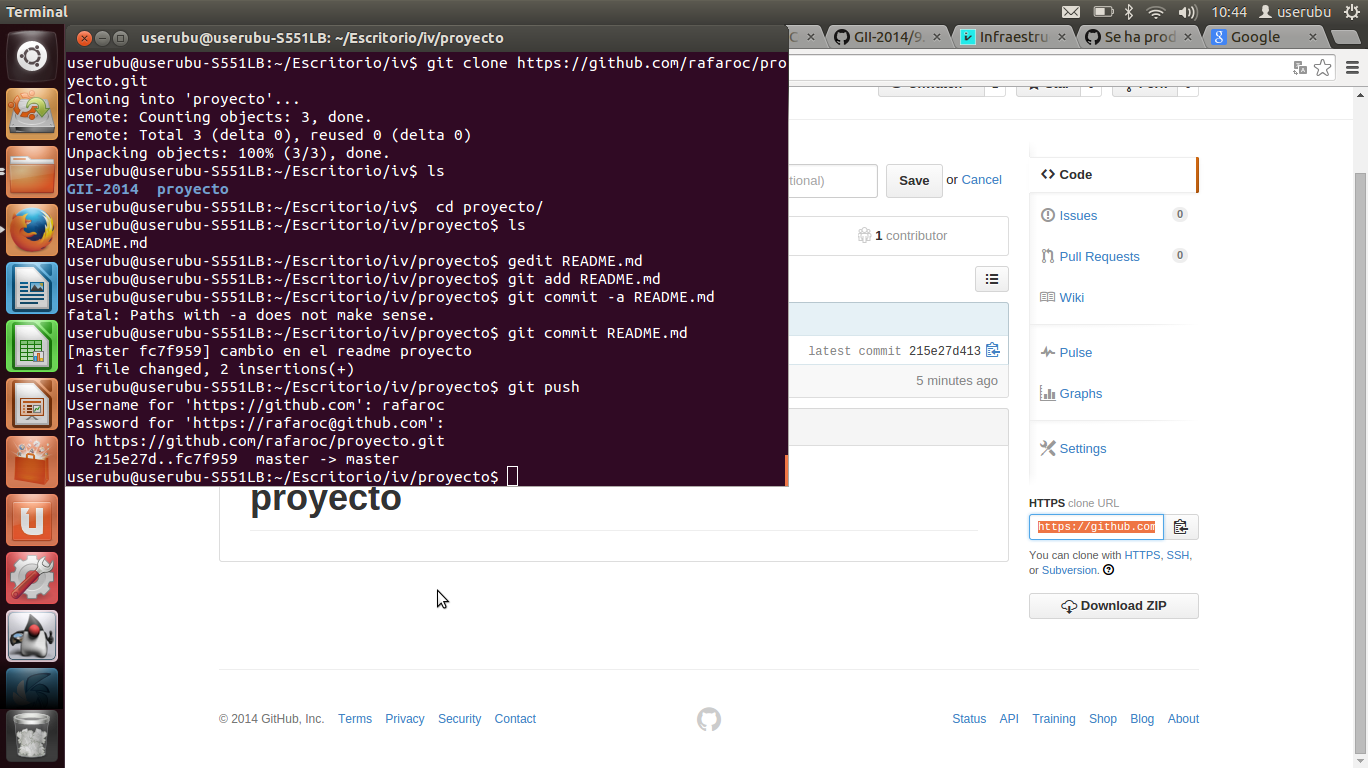 Terminal
10:44 userubu
userubu@userubu-S551LB: ~/Escritorio/iv/proyecto
GII-2014/9.
Infraestru
Se ha prod
Google
userubu@userubu-S551LB:~/Escritorio/iv$ git clone https://github.com/rafaroc/pro
yecto.git
Cloning into 'proyecto'...
remote: Counting objects: 3, done.
remote: Total 3 (delta 0), reused 0 (delta 0)
Unpacking objects: 100% (3/3), done.
userubu@userubu-S551LB:~/Escritorio/iv$ ls
GII-2014  proyecto
userubu@userubu-S551LB:~/Escritorio/iv$  cd proyecto/
userubu@userubu-S551LB:~/Escritorio/iv/proyecto$ ls
README.md
userubu@userubu-S551LB:~/Escritorio/iv/proyecto$ gedit README.md
userubu@userubu-S551LB:~/Escritorio/iv/proyecto$ git add README.md
userubu@userubu-S551LB:~/Escritorio/iv/proyecto$ git commit -a README.md
fatal: Paths with -a does not make sense.
userubu@userubu-S551LB:~/Escritorio/iv/proyecto$ git commit README.md
[master fc7f959] cambio en el readme proyecto
 1 file changed, 2 insertions(+)
userubu@userubu-S551LB:~/Escritorio/iv/proyecto$ git push
Username for 'https://github.com': rafaroc
Password for 'https://rafaroc@github.com':
To https://github.com/rafaroc/proyecto.git
   215e27d..fc7f959  master -> master
userubu@userubu-S551LB:~/Escritorio/iv/proyecto$
tional)
Save or Cancel
1 contributor
latest commit 215e27d413
5 minutes ago
proyecto
Code
Issues 0
Pull Requests 0
Wiki
Pulse
Graphs
Settings
HTTPS clone URL
https://github.com
You can clone with HTTPS, SSH,
or Subversion.
Download ZIP
© 2014 GitHub, Inc. Terms Privacy Security Contact
Status API Training Shop Blog About